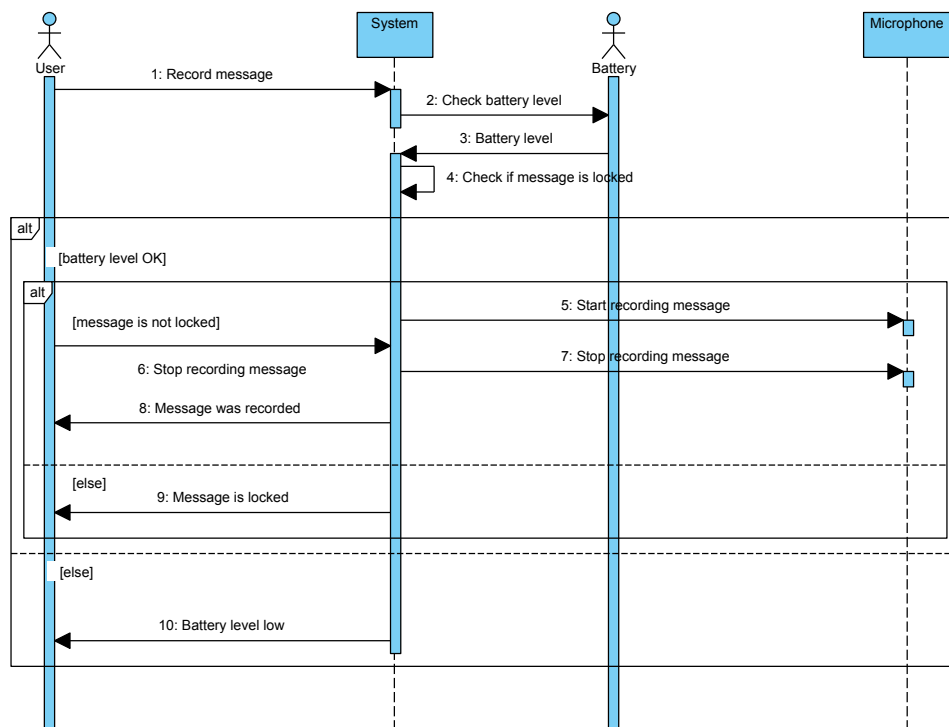 System
Microphone
User
Battery
1: Record message
2: Check battery level
3: Battery level
4: Check if message is locked
alt
[battery level OK]
alt
5: Start recording message
[message is not locked]
6: Stop recording message
7: Stop recording message
8: Message was recorded
[else]
9: Message is locked
[else]
10: Battery level low